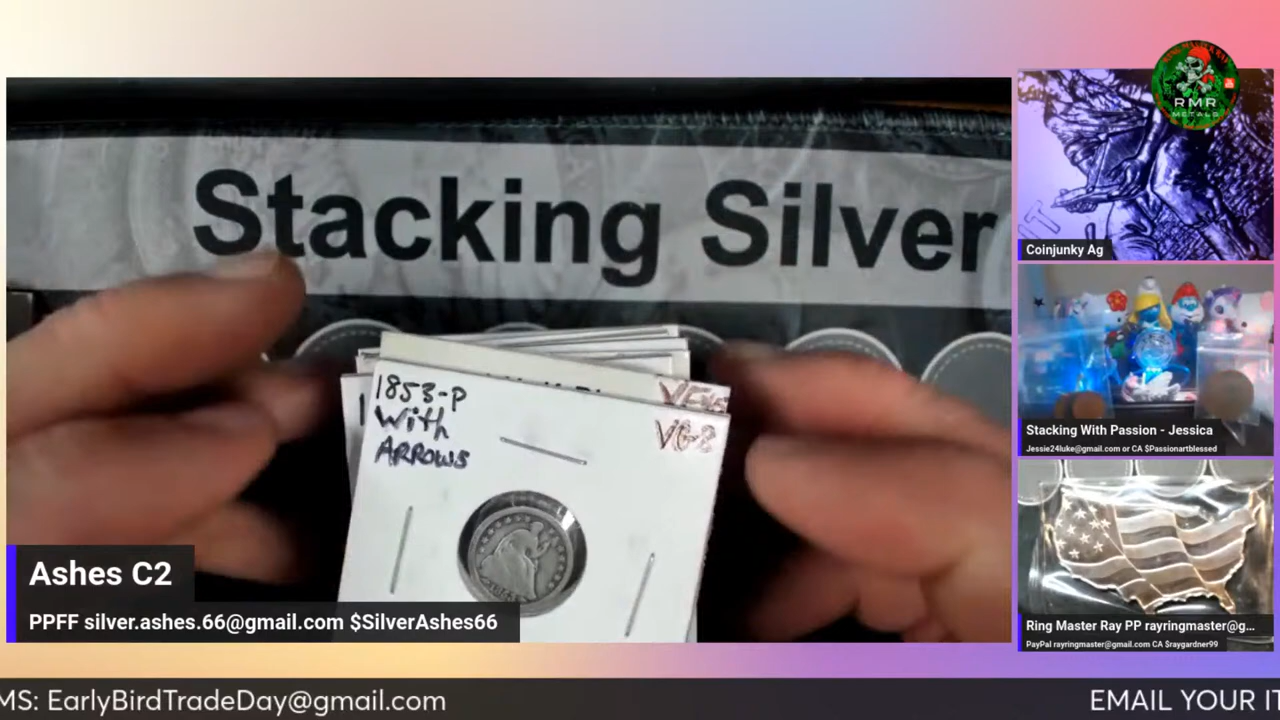 Stacking Silver
1853-P
With
ARROWS
VG-8
Ashes C2
PPFF silver.ashes.66@gmail.com $SilverAshes66
RMR
METALS
Coinjunky Ag
Stacking With Passion - Jessica
Jessie24luke@gmail.com or CA $Passionartblessed
Ring Master Ray PP rayringmaster@g...
PayPal rayringmaster@gmail.com CA $raygardner99
MS: EarlyBirdTradeDay@gmail.com
EMAIL YOUR IT